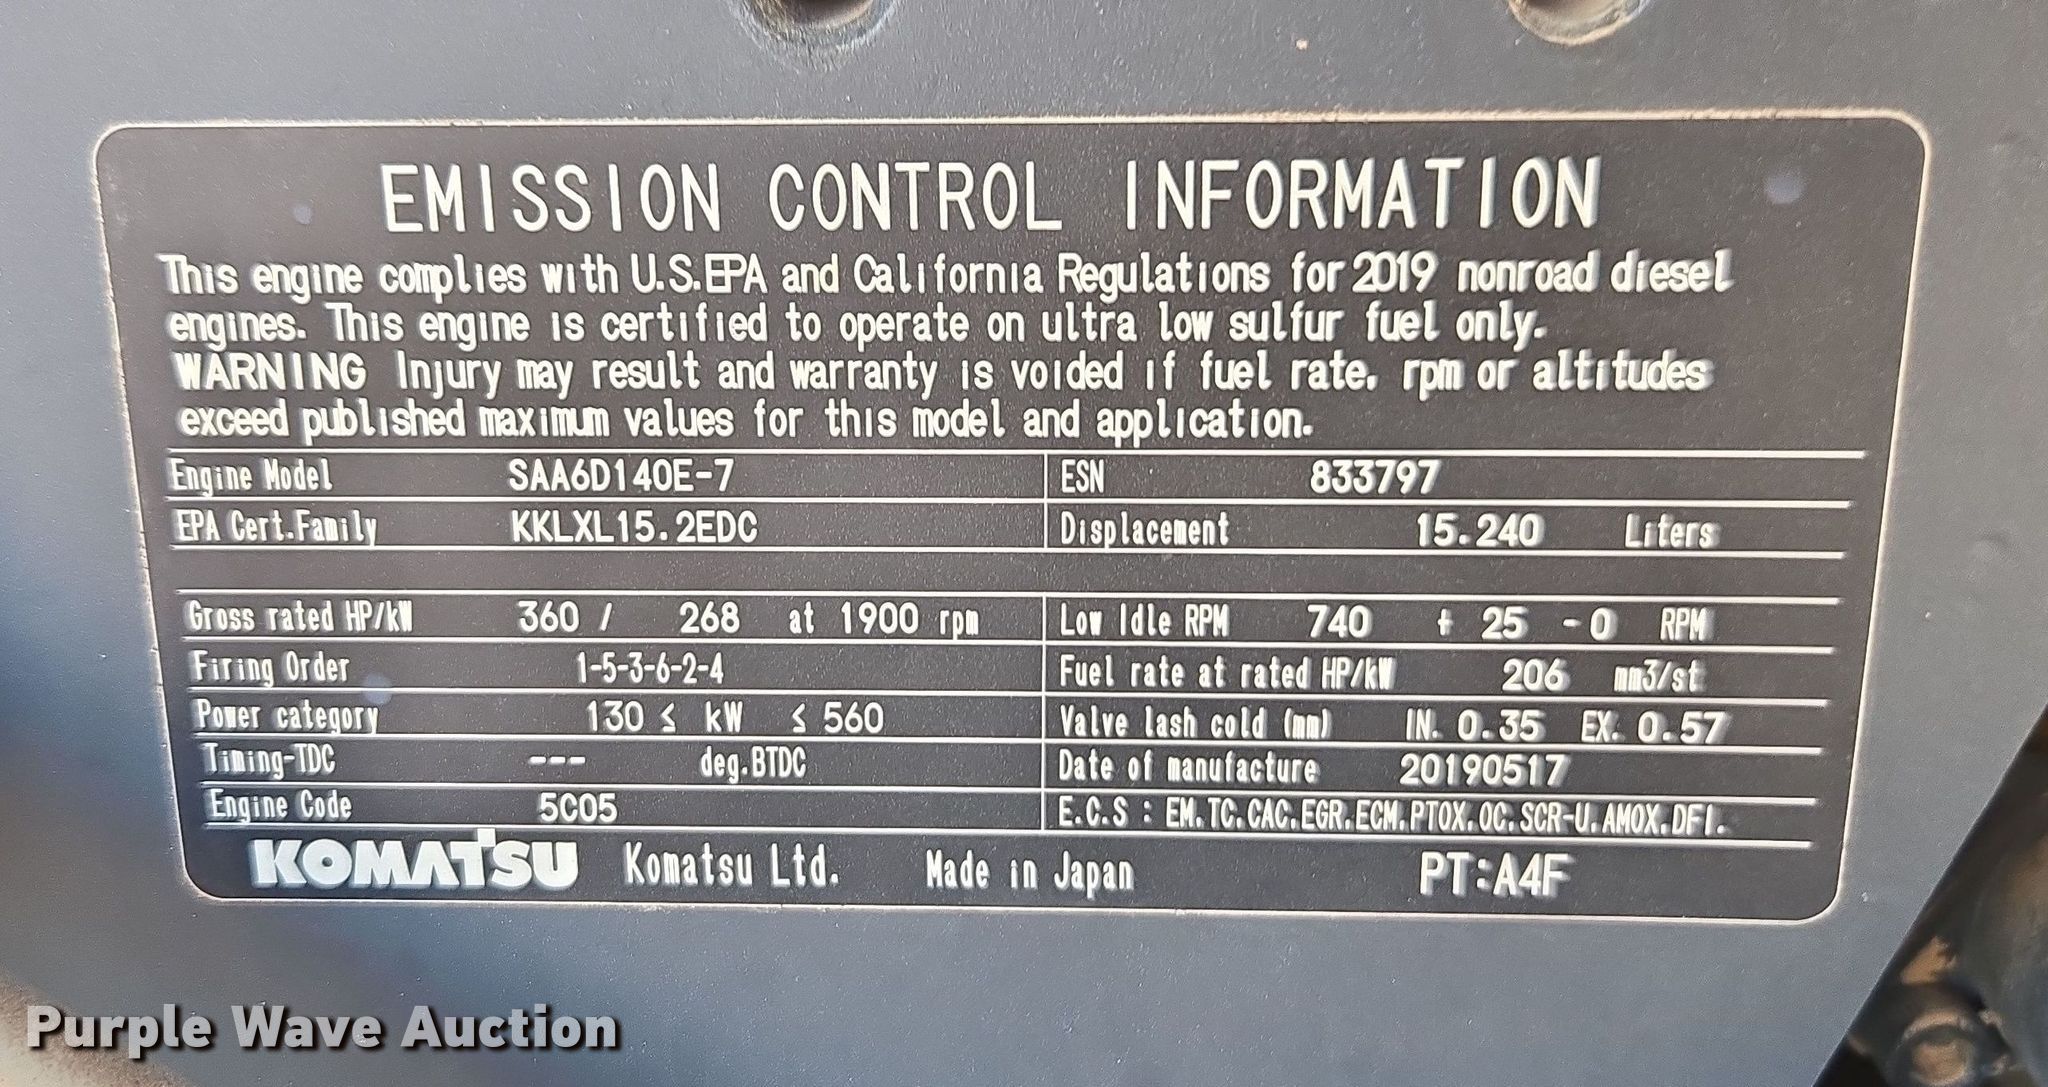 EMISSION CONTROL INFORMATION
This engine complies with U.S.EPA and California Regulations for 2019 nonroad diesel
engines. This engine is certified to operate on ultra low sulfur fuel only.
WARNING Injury may result and warranty is voided if fuel rate, rpm or altitudes
exceed published maximum values for this model and application.
Engine Model SAA6D140E-7 ESN 833797
EPA Cert.Family KKLXL15.2EDC Displacement 15.240 Liters
Gross rated HP/kW 360 / 268 at 1900 rpm Low Idle RPM 740 + 25 - 0 RPM
Firing Order 1-5-3-6-2-4 Fuel rate at rated HP/kW 206 mm3/st
Power category 130 ≤ kW ≤ 560 Valve lash cold (mm) IN. 0.35 EX. 0.57
Timing-TDC --- deg.BTDC Date of manufacture 20190517
Engine Code 5C05 E.C.S : EM.TC.CAC.EGR.ECM.PTOX.OC.SCR-U.AMOX.DFI.
KOMATSU Komatsu Ltd. Made in Japan PT:A4F
Purple Wave Auction